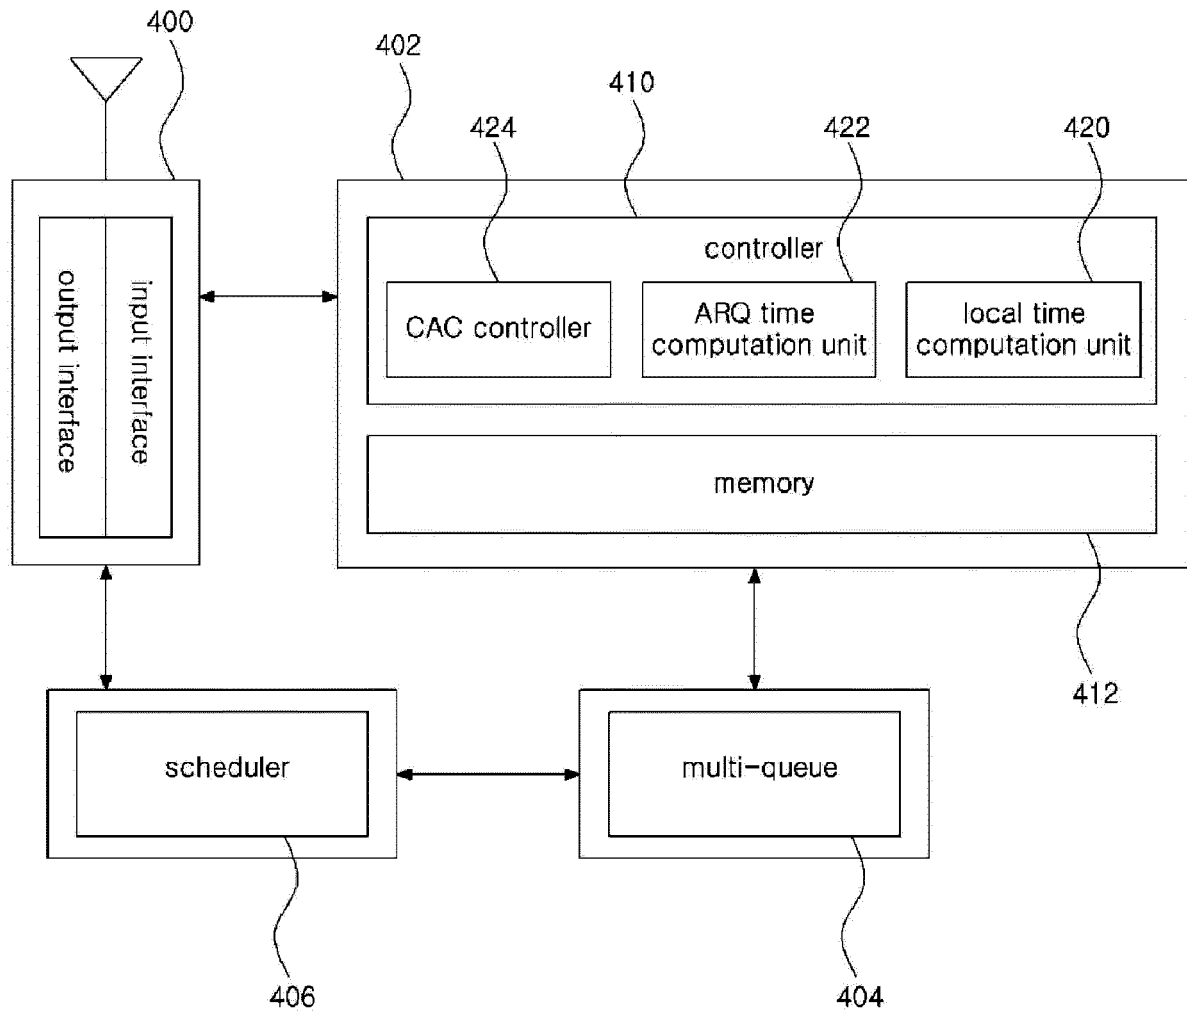 400
402
410
424
422
420
controller
CAC controller
ARQ time
computation unit
local time
computation unit
output interface
input interface
memory
412
scheduler
multi-queue
406
404